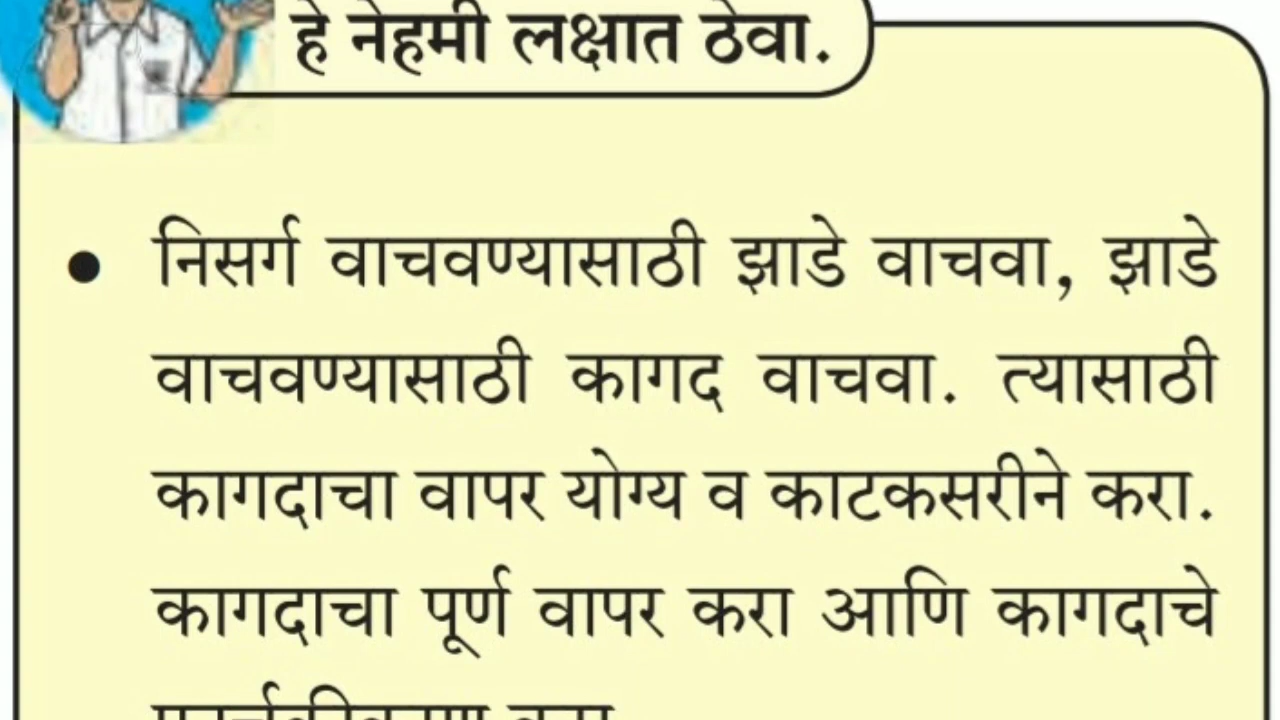 हे नेहमी लक्षात ठेवा.
निसर्ग वाचवण्यासाठी झाडे वाचवा, झाडे
वाचवण्यासाठी कागद वाचवा. त्यासाठी
कागदाचा वापर योग्य व काटकसरीने करा.
कागदाचा पूर्ण वापर करा आणि कागदाचे